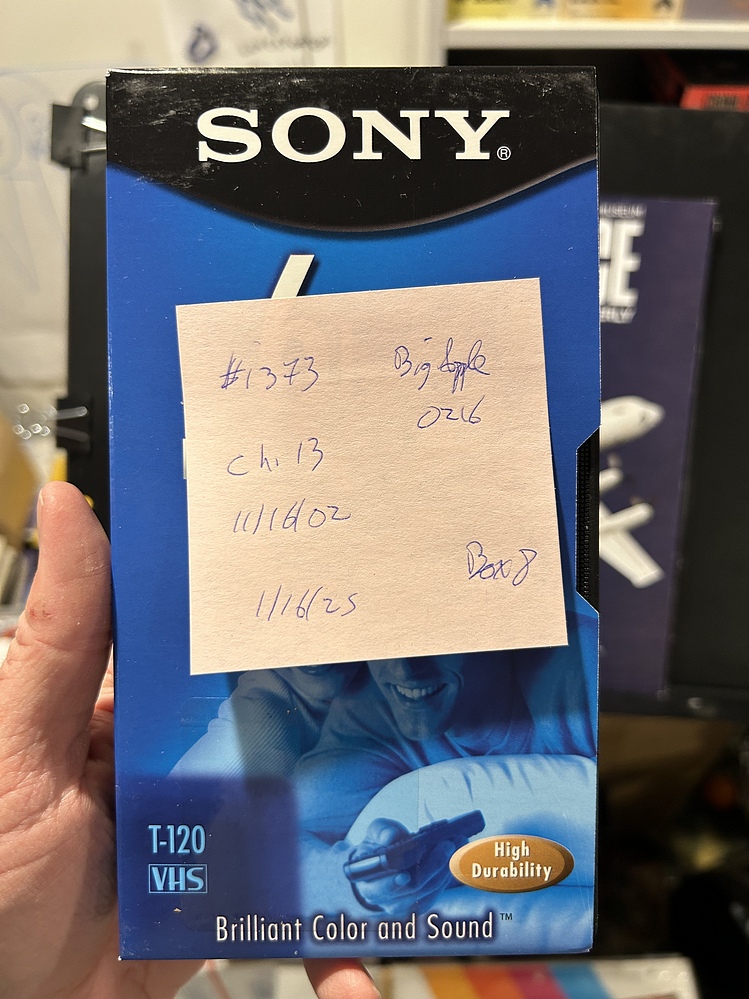 SONY®
#1373 Big Apple
0216
Ch. 13
11/16/02
Box 8
1/16/25
T-120
VHS
High
Durability
Brilliant Color and Sound™